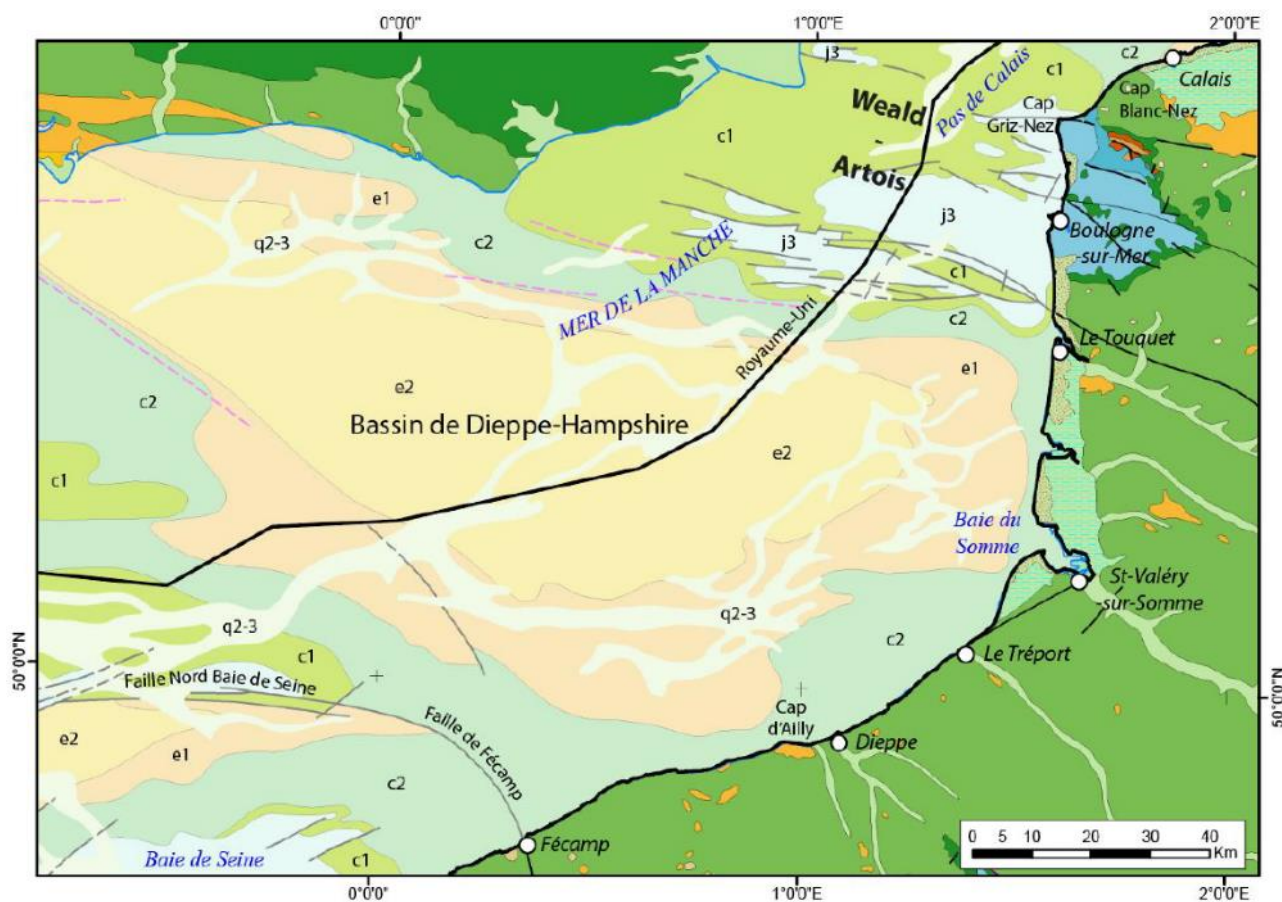 0°0'0"
1°0'0"E
2°0'0"E
j3
c2
Calais
c1
Weald
-
Artois
Pas de Calais
Cap
Griz-Nez
Cap
Blanc-Nez
c1
e1
q2-3
c2
j3
j3
Boulogne
-sur-Mer
c1
MER DE LA MANCHE
Royaume-Uni
c2
Le Touquet
e1
c2
e2
Bassin de Dieppe-Hampshire
e2
c1
Baie du
Somme
St-Valéry
-sur-Somme
q2-3
q2-3
c2
c1
Le Tréport
50°0'0"N
50°0'0"N
Faille Nord Baie de Seine
Faille de Fécamp
Cap
d'Ailly
Dieppe
e2
e1
c2
Fécamp
Baie de Seine
c1
0 5 10 20 30 40
Km
0°0'0"
1°0'0"E
2°0'0"E